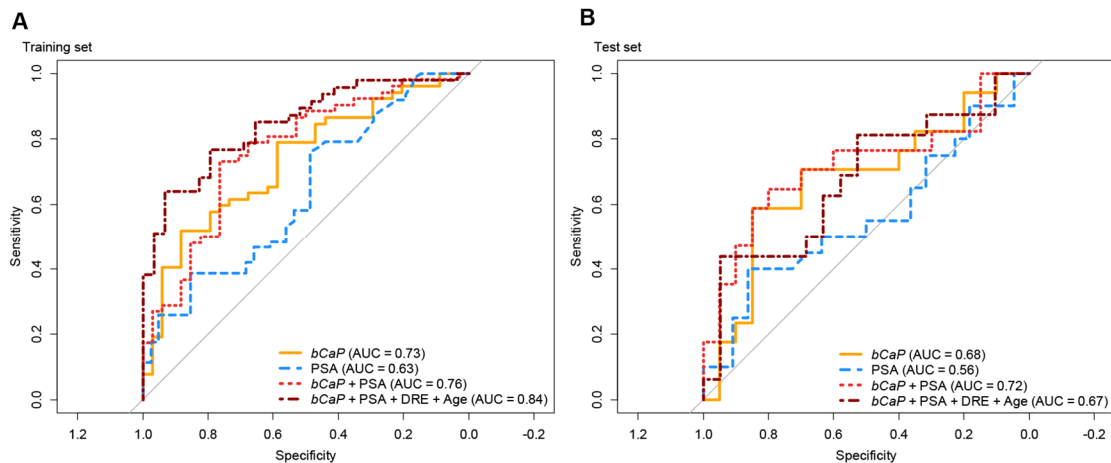 A
Training set
Sensitivity
1.0
0.8
0.6
0.4
0.2
0.0
bCaP (AUC = 0.73)
PSA (AUC = 0.63)
bCaP + PSA (AUC = 0.76)
bCaP + PSA + DRE + Age (AUC = 0.84)
1.2 1.0 0.8 0.6 0.4 0.2 0.0 -0.2
Specificity
B
Test set
Sensitivity
1.0
0.8
0.6
0.4
0.2
0.0
bCaP (AUC = 0.68)
PSA (AUC = 0.56)
bCaP + PSA (AUC = 0.72)
bCaP + PSA + DRE + Age (AUC = 0.67)
1.2 1.0 0.8 0.6 0.4 0.2 0.0 -0.2
Specificity